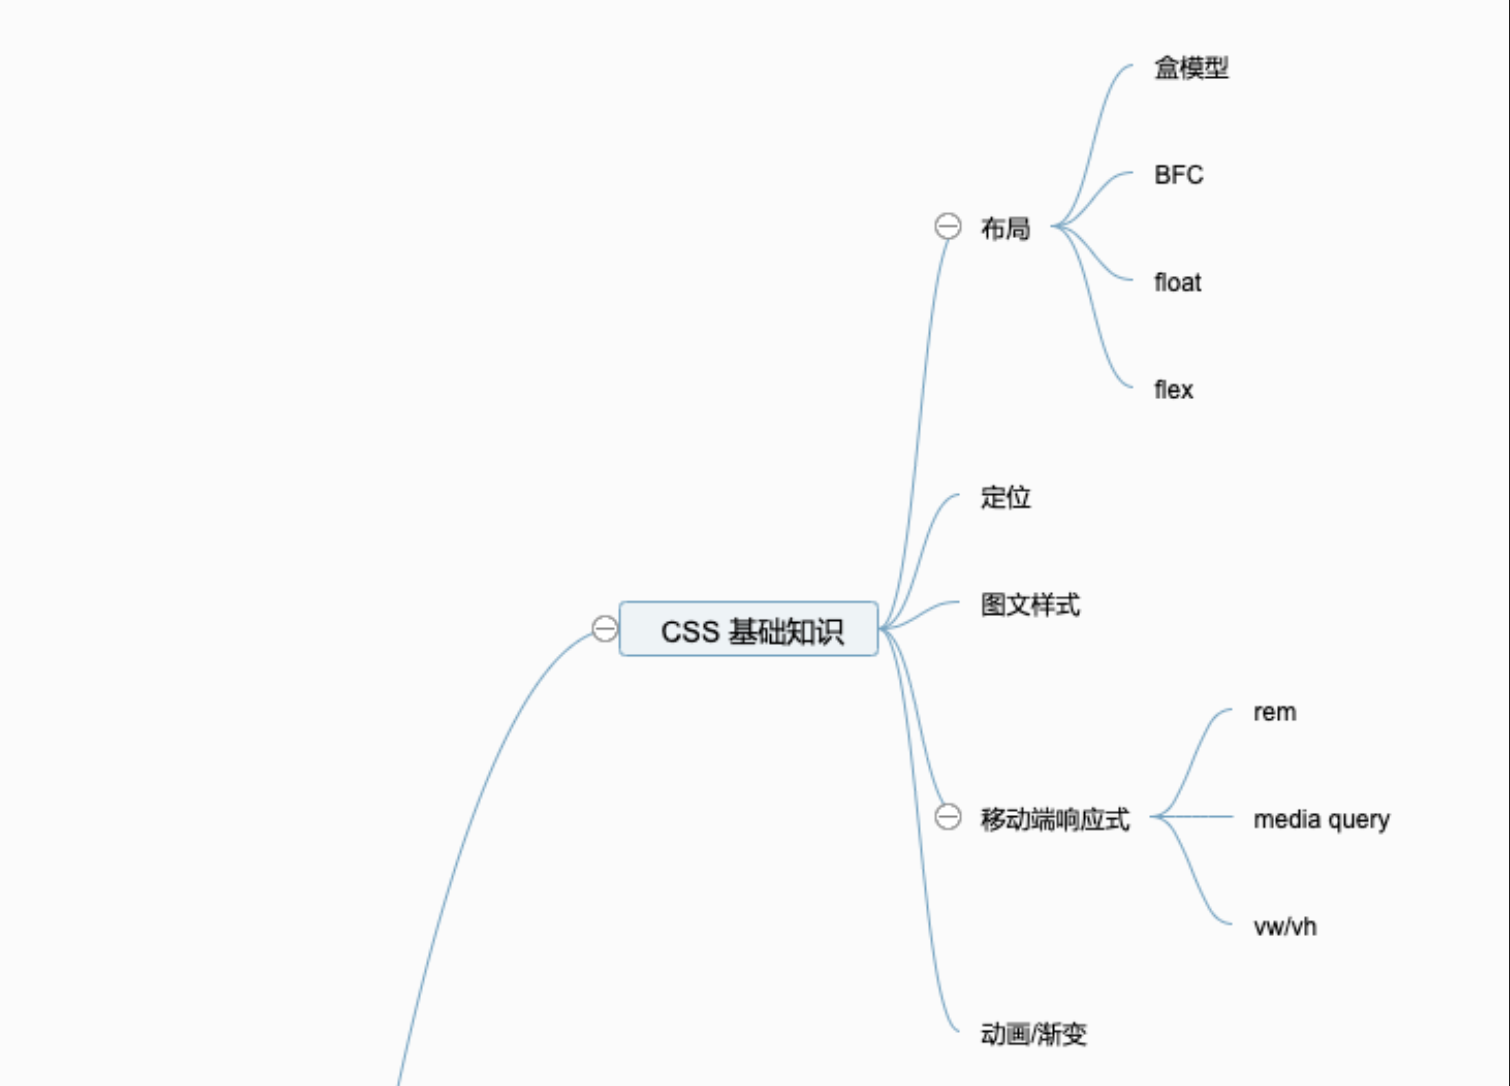 盒模型
BFC
布局
float
flex
定位
图文样式
CSS 基础知识
rem
移动端响应式
media query
vw/vh
动画/渐变